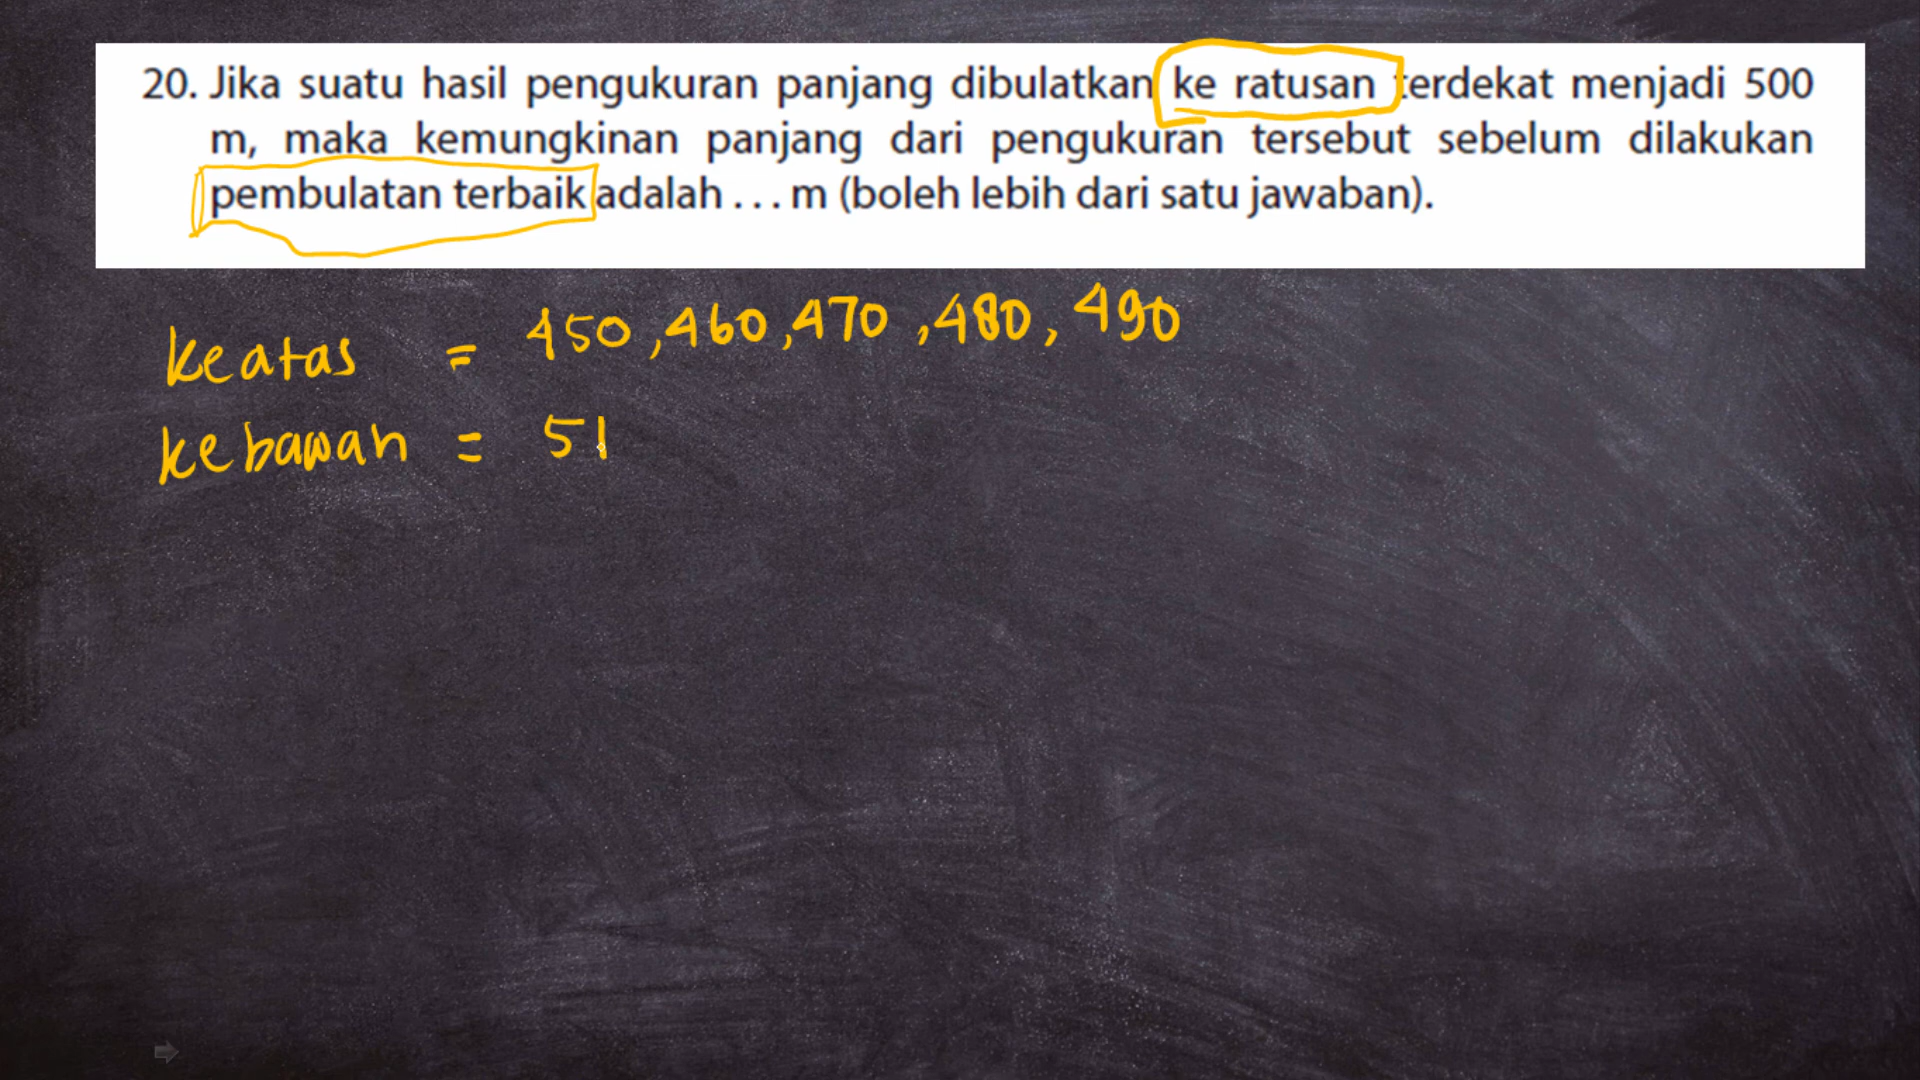 20. Jika suatu hasil pengukuran panjang dibulatkan ke ratusan terdekat menjadi 500
m, maka kemungkinan panjang dari pengukuran tersebut sebelum dilakukan
pembulatan terbaik adalah . . . m (boleh lebih dari satu jawaban).
keatas = 450, 460, 470, 480, 490
kebawah = 51